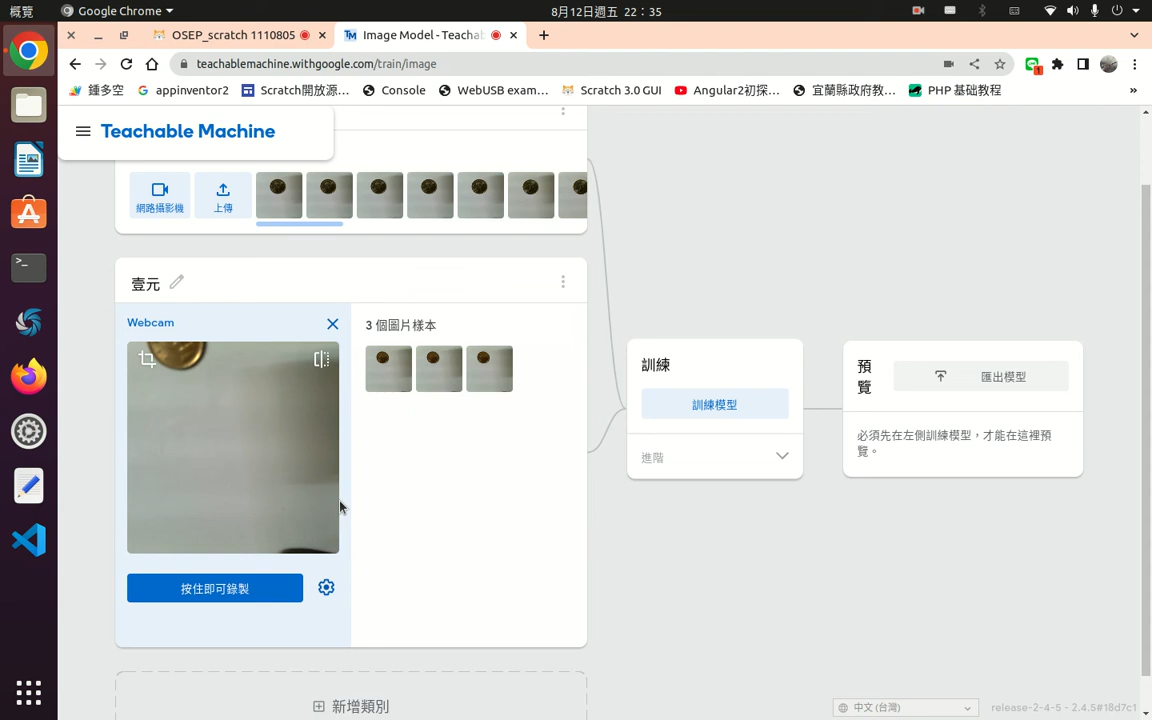 概覽
Google Chrome
8月12日週五 22：35
OSEP_scratch 1110805
Image Model - Teachab
teachablemachine.withgoogle.com/train/image
1
鍾多空
appinventor2
Scratch開放源…
Console
WebUSB exam…
Scratch 3.0 GUI
Angular2初探…
宜蘭縣政府教…
PHP 基础教程
»
Teachable Machine
網路攝影機
上傳
壹元
Webcam
3 個圖片樣本
按住即可錄製
訓練
訓練模型
進階
預覽
匯出模型
必須先在左側訓練模型，才能在這裡預
覽。
新增類別
中文 (台灣)
release-2-4-5 - 2.4.5#18d7c1